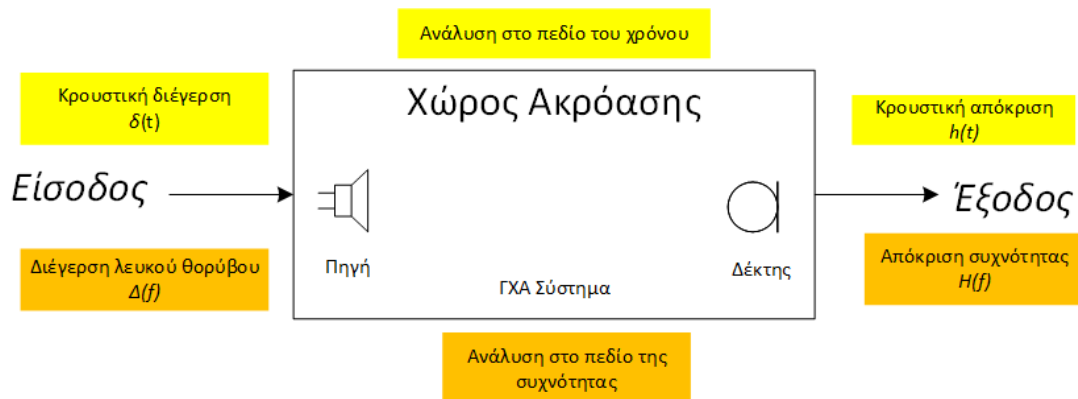 Ανάλυση στο πεδίο του χρόνου
Κρουστική διέγερση
δ(t)
Χώρος Ακρόασης
Κρουστική απόκριση
h(t)
Είσοδος
Έξοδος
Διέγερση λευκού θορύβου
Δ(f)
Πηγή
Δέκτης
ΓΧΑ Σύστημα
Απόκριση συχνότητας
H(f)
Ανάλυση στο πεδίο της
συχνότητας